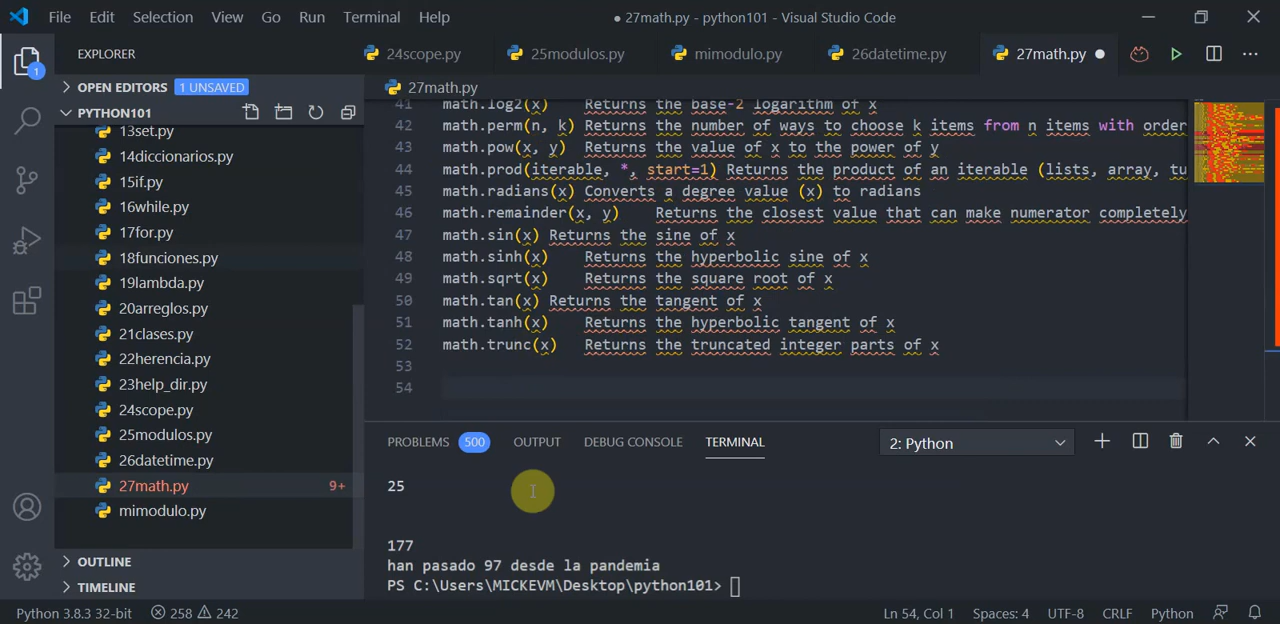 File Edit Selection View Go Run Terminal Help
● 27math.py - python101 - Visual Studio Code
EXPLORER
24scope.py 25modulos.py mimodulo.py 26datetime.py 27math.py
OPEN EDITORS 1 UNSAVED
27math.py
PYTHON101
13set.py
14diccionarios.py
15if.py
16while.py
17for.py
18funciones.py
19lambda.py
20arreglos.py
21clases.py
22herencia.py
23help_dir.py
24scope.py
25modulos.py
26datetime.py
27math.py 9+
mimodulo.py
OUTLINE
TIMELINE
1
41 math.log2(x) Returns the base-2 logarithm of x
42 math.perm(n, k) Returns the number of ways to choose k items from n items with order
43 math.pow(x, y) Returns the value of x to the power of y
44 math.prod(iterable, *, start=1) Returns the product of an iterable (lists, array, tu
45 math.radians(x) Converts a degree value (x) to radians
46 math.remainder(x, y) Returns the closest value that can make numerator completely
47 math.sin(x) Returns the sine of x
48 math.sinh(x) Returns the hyperbolic sine of x
49 math.sqrt(x) Returns the square root of x
50 math.tan(x) Returns the tangent of x
51 math.tanh(x) Returns the hyperbolic tangent of x
52 math.trunc(x) Returns the truncated integer parts of x
53
54
PROBLEMS 500 OUTPUT DEBUG CONSOLE TERMINAL 2: Python
25
177
han pasado 97 desde la pandemia
PS C:\Users\MICKEVM\Desktop\python101>
Python 3.8.3 32-bit 258 242 Ln 54, Col 1 Spaces: 4 UTF-8 CRLF Python